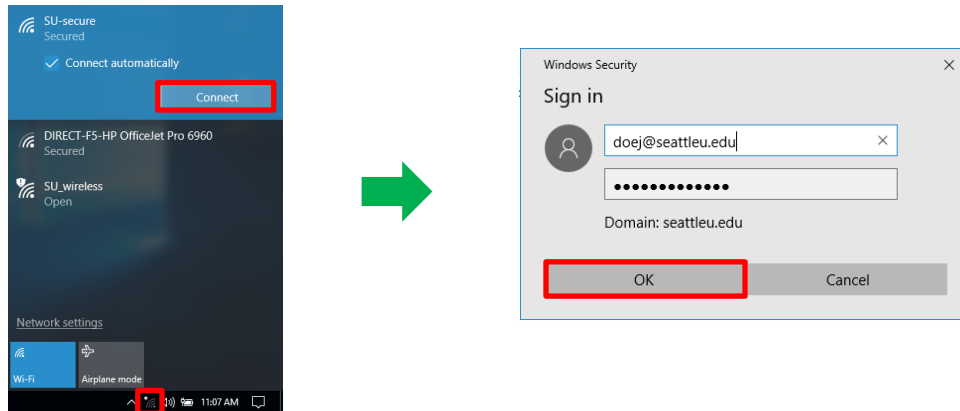 SU-secure
Secured
Connect automatically
Connect
DIRECT-F5-HP OfficeJet Pro 6960
Secured
SU_wireless
Open
Network settings
Wi-Fi
Airplane mode
11:07 AM
Windows Security
Sign in
doej@seattleu.edu
Domain: seattleu.edu
OK
Cancel